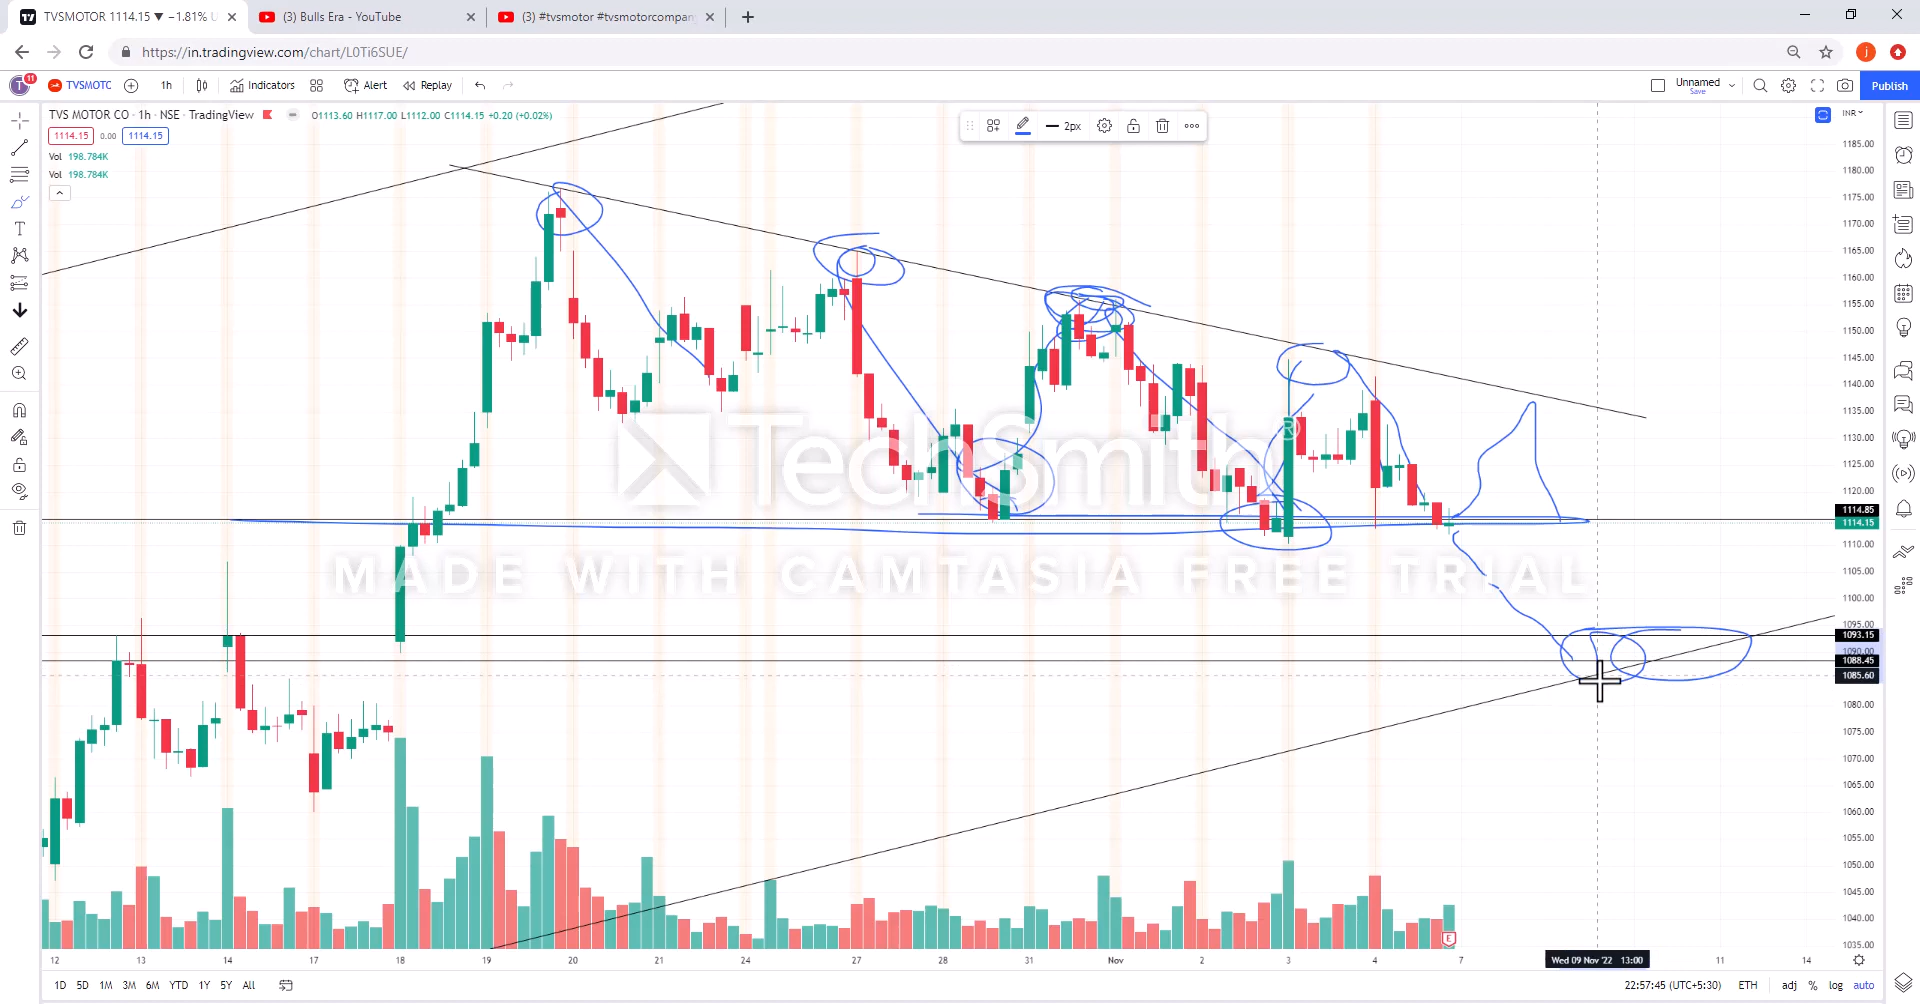 TVSMOTOR 1114.15 ▼ −1.81% U
(3) Bulls Era - YouTube
(3) #tvsmotor #tvsmotorcompany
https://in.tradingview.com/chart/L0Ti6SUE/
j
T 11 TVSMOTC 1h Indicators Alert Replay
Unnamed
Save
Publish
TVS MOTOR CO · 1h · NSE · TradingView O1113.60 H1117.00 L1112.00 C1114.15 +0.20 (+0.02%)
INR
1114.15 0.00 1114.15
Vol 198.784K
Vol 198.784K
2px
1185.00
1180.00
1175.00
1170.00
1165.00
1160.00
1155.00
1150.00
1145.00
1140.00
1135.00
1130.00
1125.00
1120.00
1114.85
1114.15
1110.00
1105.00
1100.00
1095.00
1093.15
1090.00
1088.45
1085.60
1080.00
1075.00
1070.00
1065.00
1060.00
1055.00
1050.00
1045.00
1040.00
1035.00
TechSmith®
MADE WITH CAMTASIA FREE TRIAL
E
12 13 14 17 18 19 20 21 24 25 27 28 31 Nov 2 3 4 7 Wed 09 Nov '22 13:00 11 14
1D 5D 1M 3M 6M YTD 1Y 5Y All
22:57:45 (UTC+5:30) ETH adj % log auto